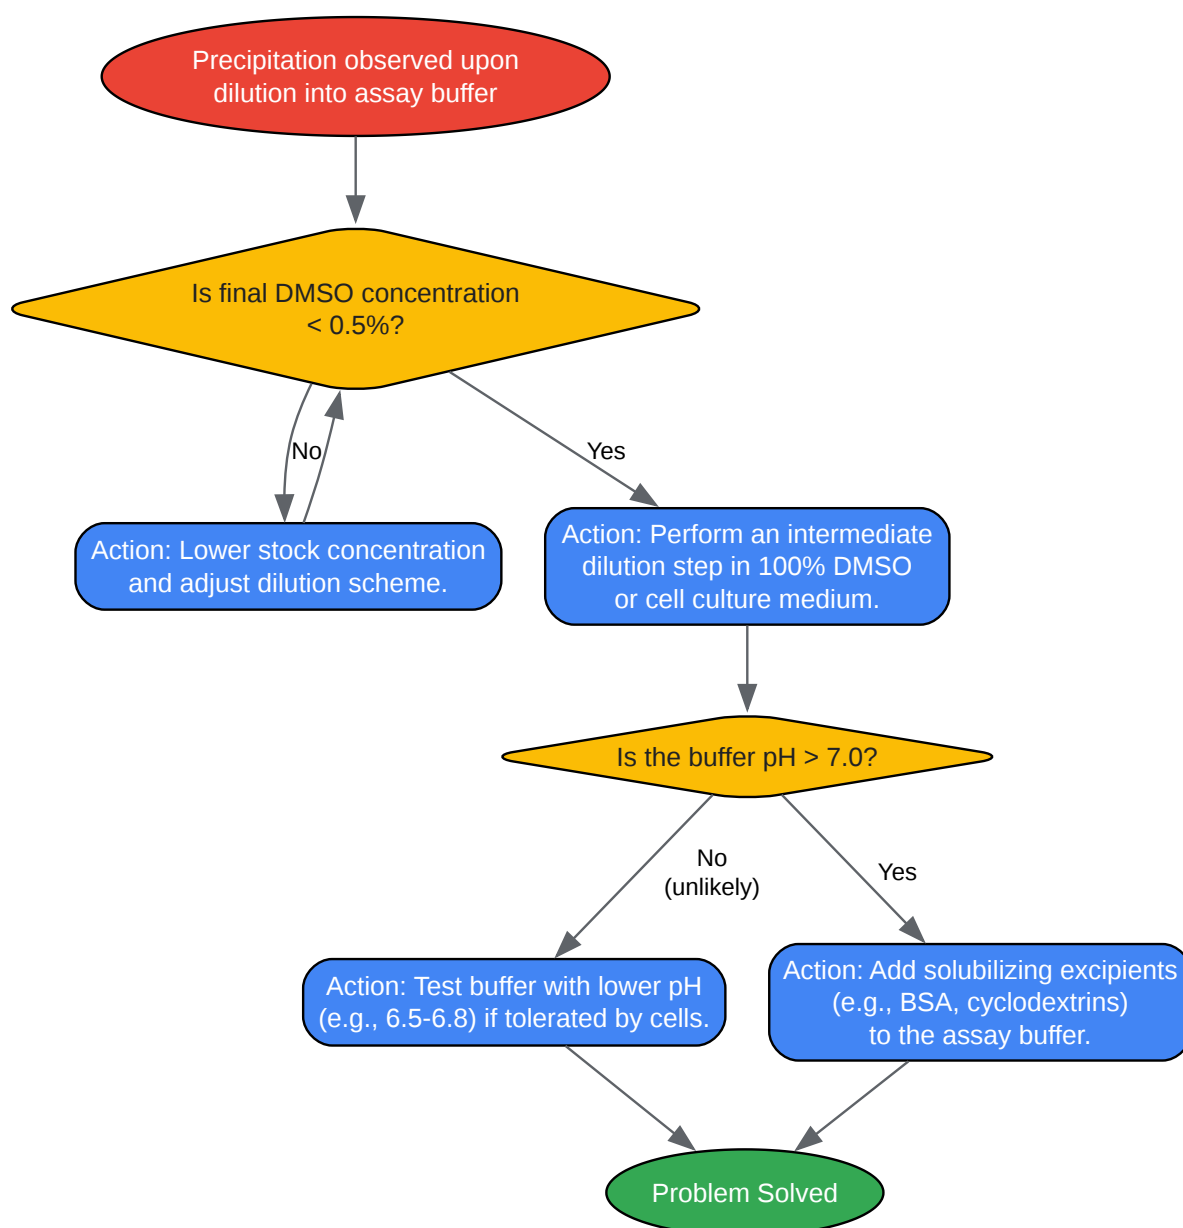 Precipitation observed upon
dilution into assay buffer
Is final DMSO concentration
< 0.5%?
No
Yes
Action: Lower stock concentration
and adjust dilution scheme.
Action: Perform an intermediate
dilution step in 100% DMSO
or cell culture medium.
Is the buffer pH > 7.0?
No
(unlikely)
Yes
Action: Test buffer with lower pH
(e.g., 6.5-6.8) if tolerated by cells.
Action: Add solubilizing excipients
(e.g., BSA, cyclodextrins)
to the assay buffer.
Problem Solved